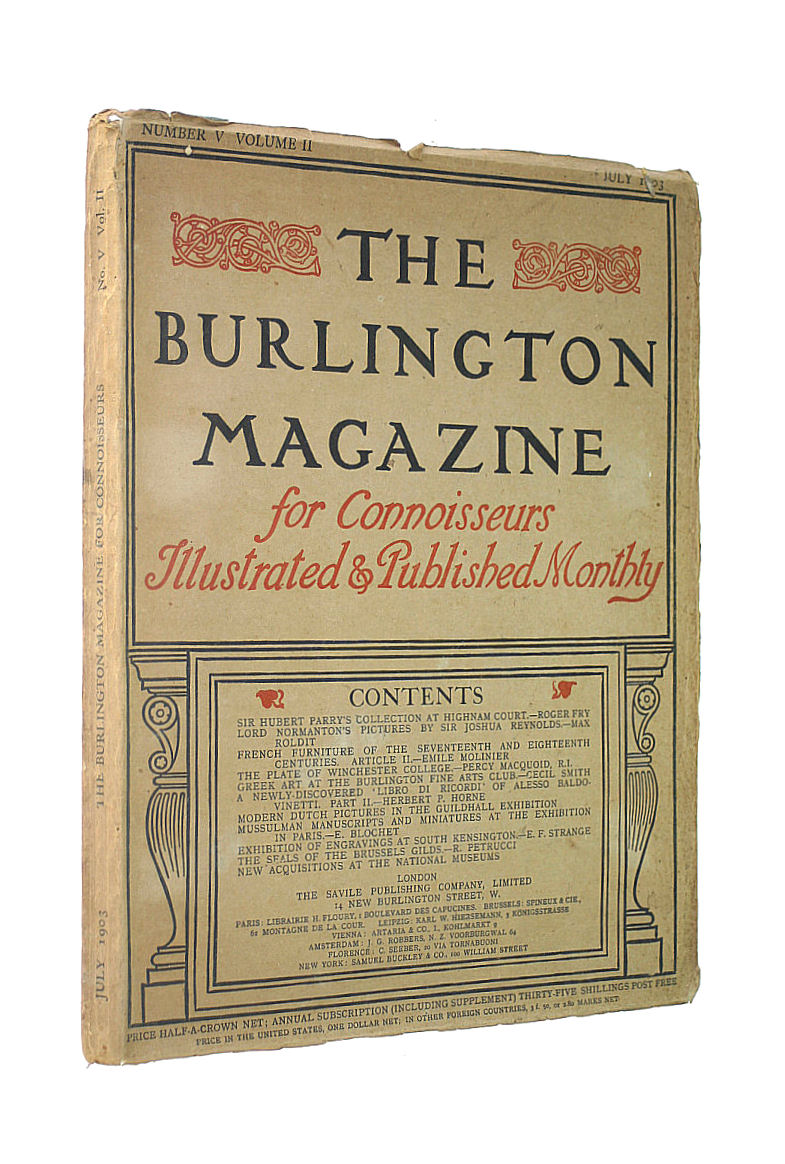 NUMBER V VOLUME II
JULY 1903
THE
BURLINGTON
MAGAZINE
for Connoisseurs
Illustrated & Published Monthly
CONTENTS
SIR HUBERT PARRY'S COLLECTION AT HIGHNAM COURT.—ROGER FRY
LORD NORMANTON'S PICTURES BY SIR JOSHUA REYNOLDS.—MAX
ROLDIT
FRENCH FURNITURE OF THE SEVENTEENTH AND EIGHTEENTH
CENTURIES. ARTICLE II.—EMILE MOLINIER
THE PLATE OF WINCHESTER COLLEGE.—PERCY MACQUOID, R.I.
GREEK ART AT THE BURLINGTON FINE ARTS CLUB.—CECIL SMITH
A NEWLY-DISCOVERED 'LIBRO DI RICORDI' OF ALESSO BALDO-
VINETTI. PART II.—HERBERT P. HORNE
MODERN DUTCH PICTURES IN THE GUILDHALL EXHIBITION
MUSSULMAN MANUSCRIPTS AND MINIATURES AT THE EXHIBITION
IN PARIS.—E. BLOCHET
EXHIBITION OF ENGRAVINGS AT SOUTH KENSINGTON.—E. F. STRANGE
THE SEALS OF THE BRUSSELS GILDS.—R. PETRUCCI
NEW ACQUISITIONS AT THE NATIONAL MUSEUMS
LONDON
THE SAVILE PUBLISHING COMPANY, LIMITED
14 NEW BURLINGTON STREET, W.
PARIS: LIBRAIRIE H. FLOURY, 1 BOULEVARD DES CAPUCINES. BRUSSELS: SPINEUX & CIE.,
62 MONTAGNE DE LA COUR. LEIPZIG: KARL W. HIERSEMANN, 3 KÖNIGSSTRASSE
VIENNA: ARTARIA & CO., I., KOHLMARKT 9
AMSTERDAM: J. G. ROBBERS, N. Z. VOORBURGWAL 64
FLORENCE: C. SEEBER, 20 VIA TORNABUONI
NEW YORK: SAMUEL BUCKLEY & CO., 100 WILLIAM STREET
PRICE HALF-A-CROWN NET; ANNUAL SUBSCRIPTION (INCLUDING SUPPLEMENT) THIRTY-FIVE SHILLINGS POST FREE
PRICE IN THE UNITED STATES, ONE DOLLAR NET; IN OTHER FOREIGN COUNTRIES, 3 f. 50, or 2.80 MARKS NET
JULY 1903 THE BURLINGTON MAGAZINE FOR CONNOISSEURS No. V Vol. II